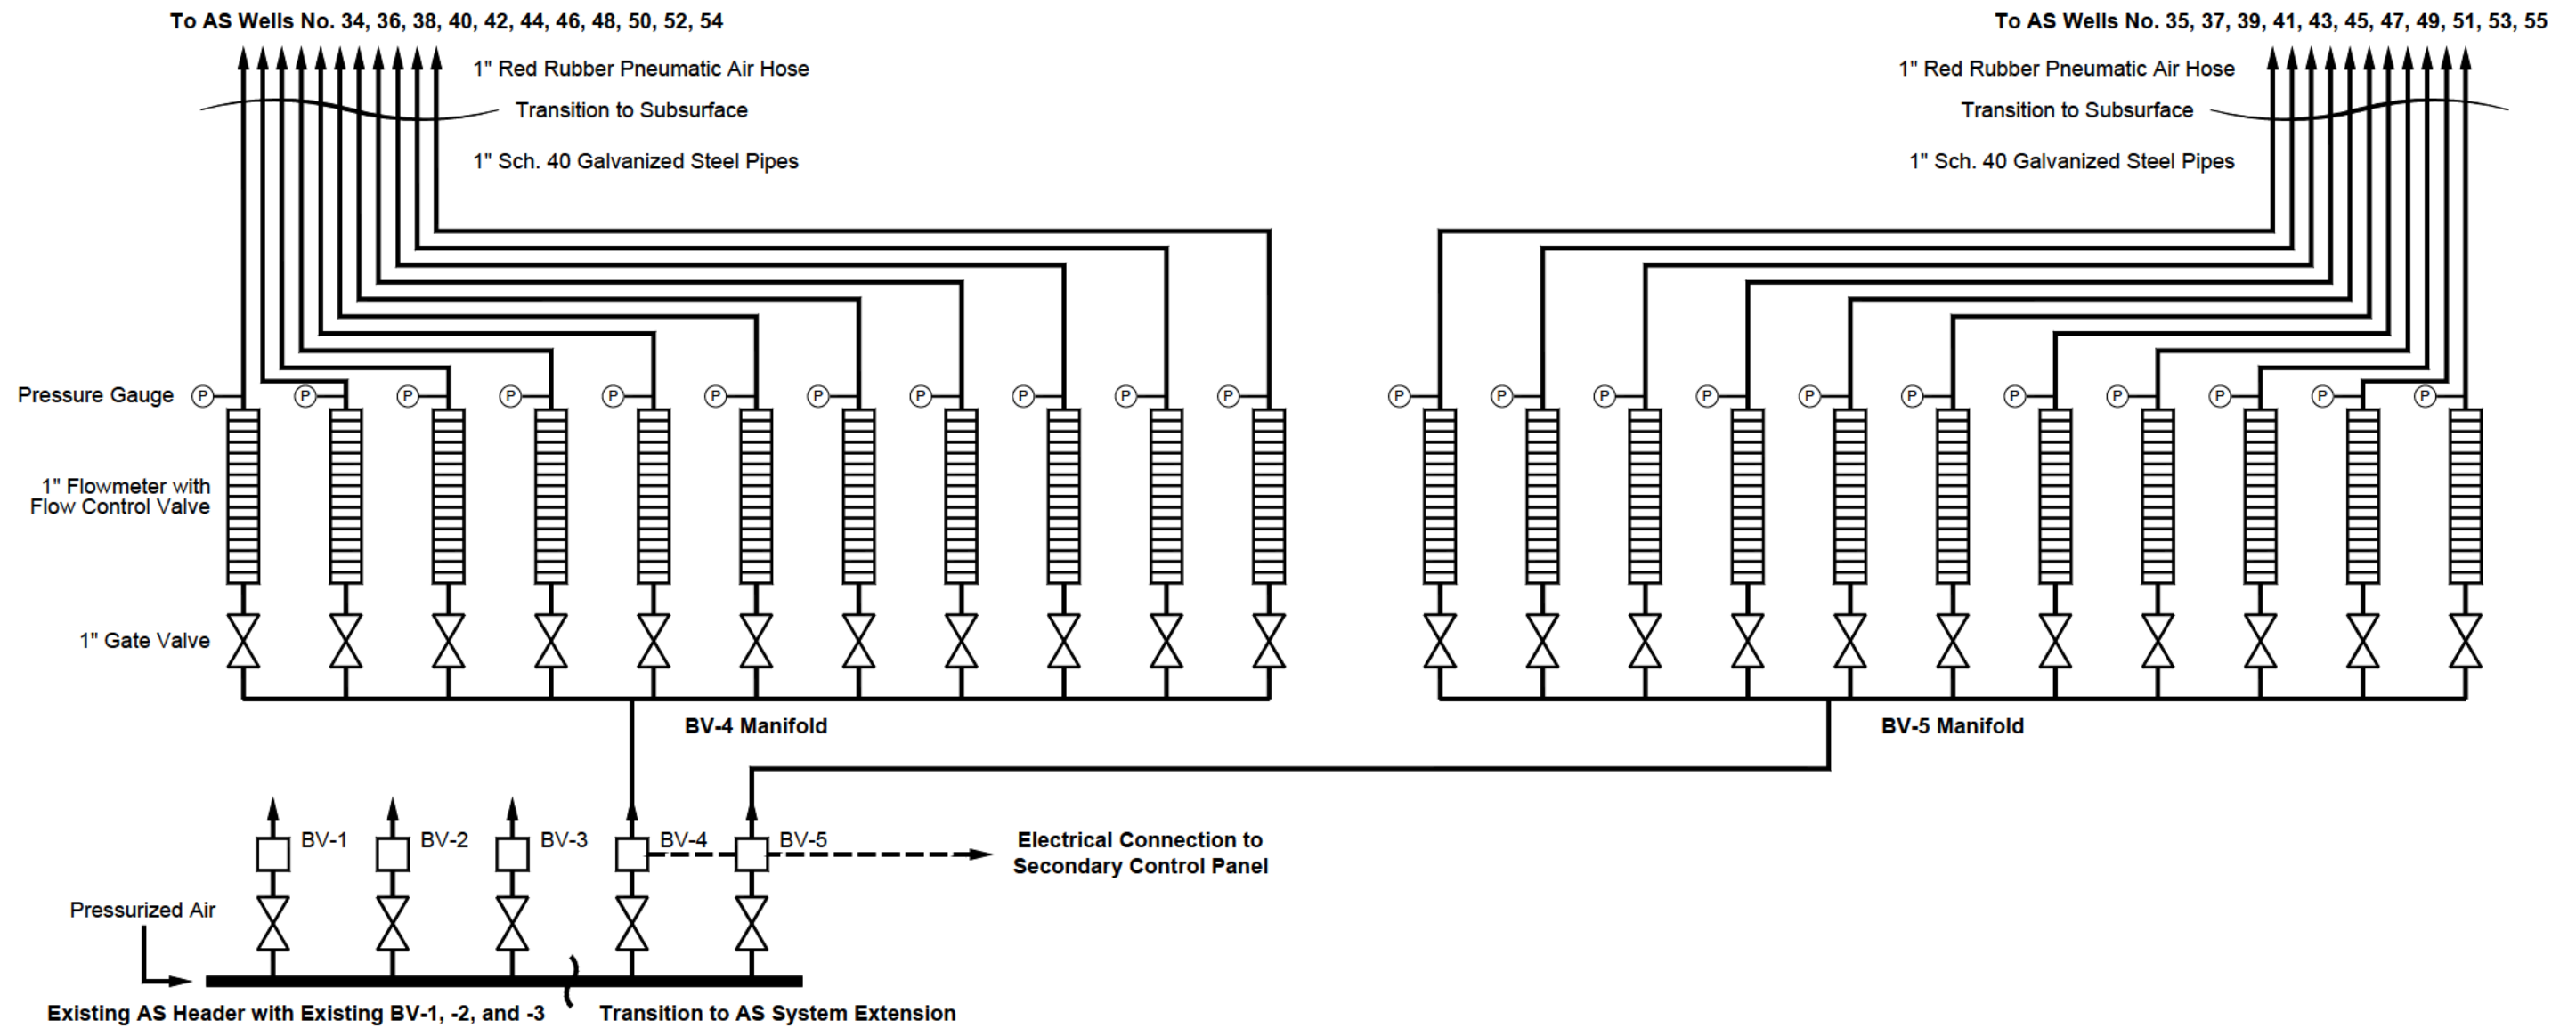 To AS Wells No. 34, 36, 38, 40, 42, 44, 46, 48, 50, 52, 54
To AS Wells No. 35, 37, 39, 41, 43, 45, 47, 49, 51, 53, 55
1" Red Rubber Pneumatic Air Hose
1" Red Rubber Pneumatic Air Hose
Transition to Subsurface
Transition to Subsurface
1" Sch. 40 Galvanized Steel Pipes
1" Sch. 40 Galvanized Steel Pipes
Pressure Gauge
P P P P P P P P P P P
P P P P P P P P P P P
1" Flowmeter with
Flow Control Valve
1" Gate Valve
BV-4 Manifold
BV-5 Manifold
BV-1
BV-2
BV-3
BV-4
BV-5
Electrical Connection to
Secondary Control Panel
Pressurized Air
Existing AS Header with Existing BV-1, -2, and -3
Transition to AS System Extension